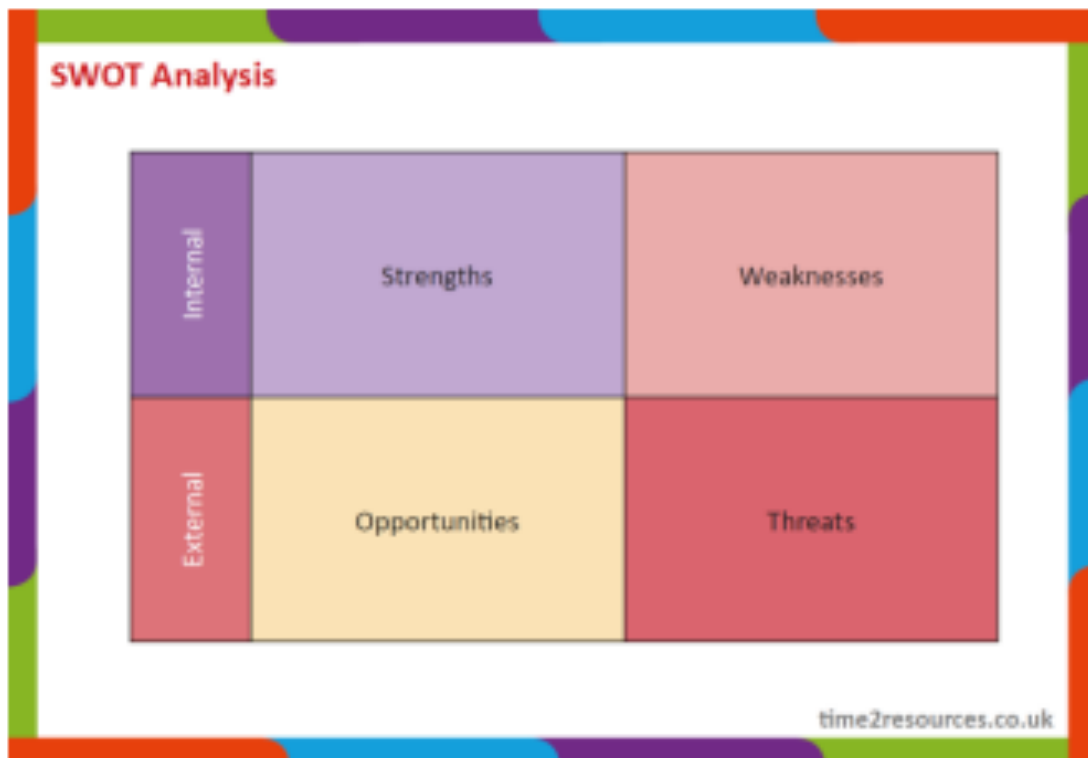 SWOT Analysis
Internal
Strengths
Weaknesses
External
Opportunities
Threats
time2resources.co.uk